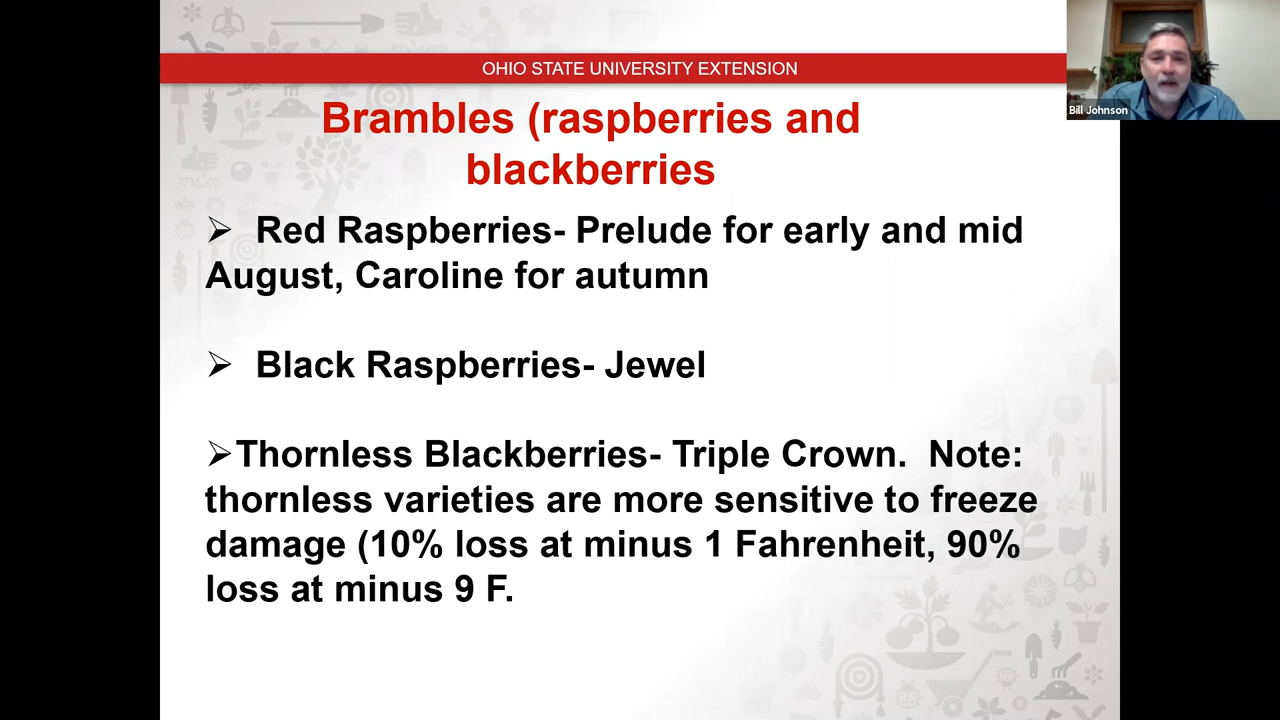 OHIO STATE UNIVERSITY EXTENSION
Bill Johnson
Brambles (raspberries and
blackberries
➢ Red Raspberries- Prelude for early and mid
August, Caroline for autumn
➢ Black Raspberries- Jewel
➢Thornless Blackberries- Triple Crown.  Note:
thornless varieties are more sensitive to freeze
damage (10% loss at minus 1 Fahrenheit, 90%
loss at minus 9 F.